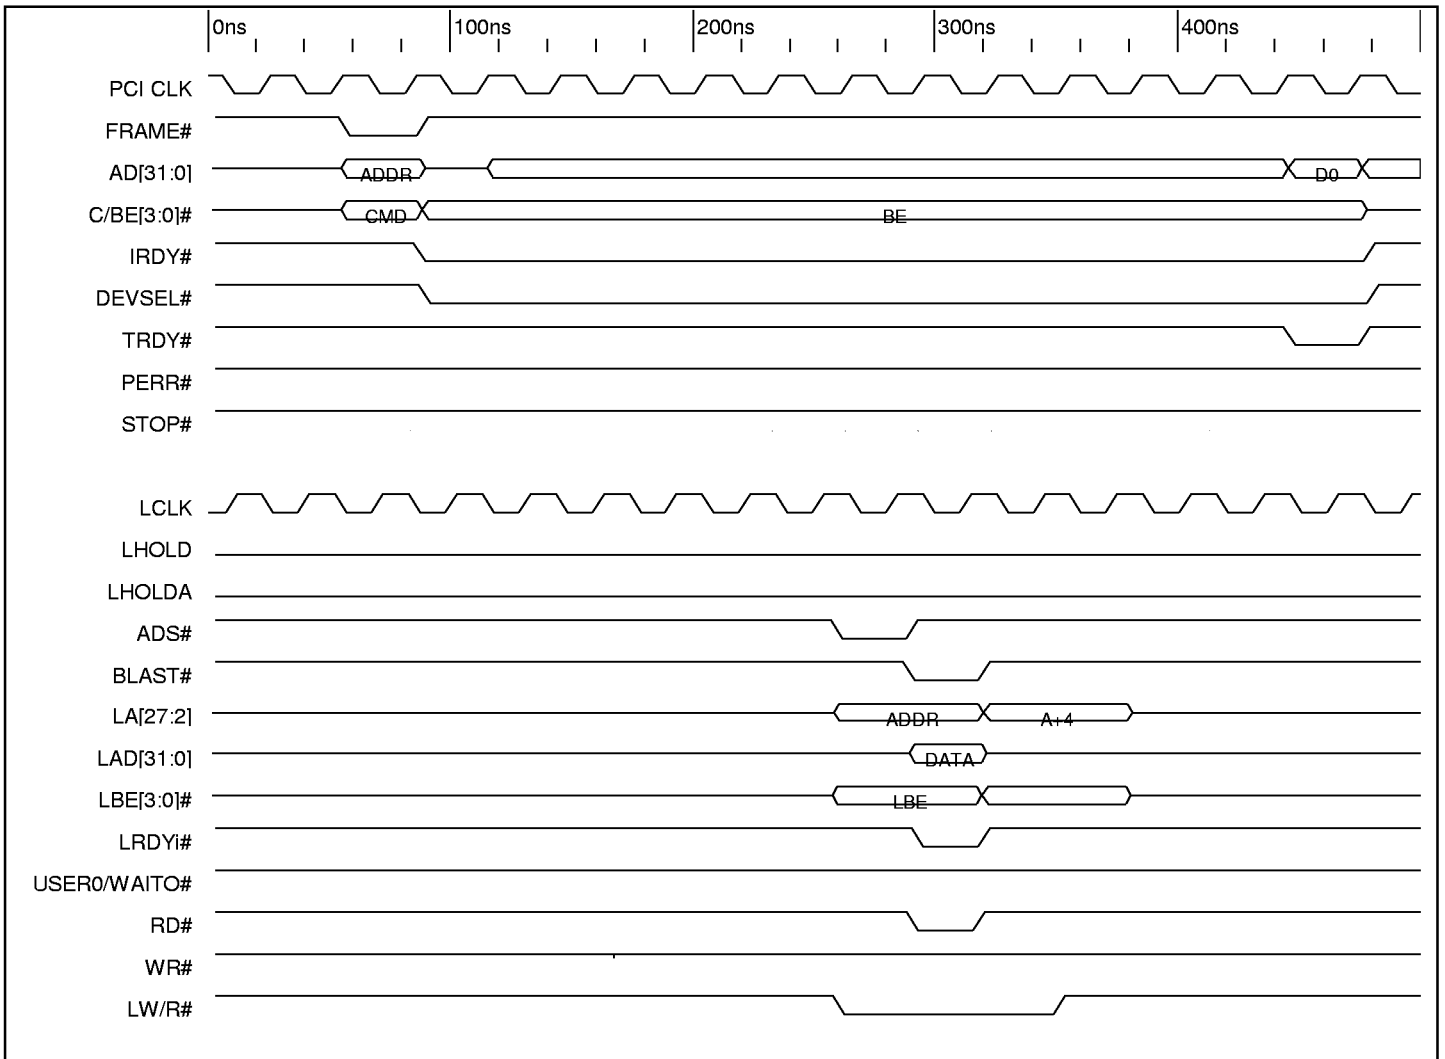 0ns 100ns 200ns 300ns 400ns
PCI CLK
FRAME#
AD[31:0] ADDR D0
C/BE[3:0]# CMD BE
IRDY#
DEVSEL#
TRDY#
PERR#
STOP#
LCLK
LHOLD
LHOLDA
ADS#
BLAST#
LA[27:2] ADDR A+4
LAD[31:0] DATA
LBE[3:0]# LBE
LRDYi#
USER0/WAITO#
RD#
WR#
LW/R#